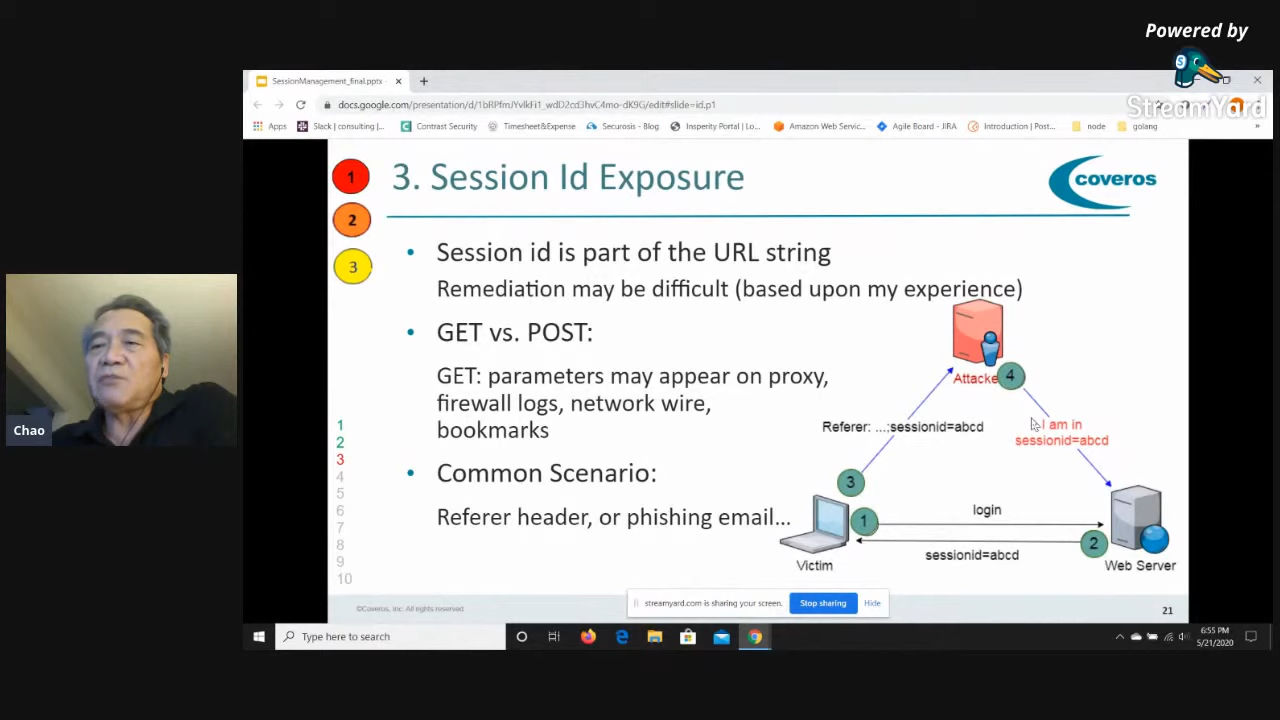 Powered by
StreamYard
SessionManagement_final.pptx
docs.google.com/presentation/d/1bRPfmJYvlkFi1_wdD2cd3hvC4mo-dK9G/edit#slide=id.p1
Apps
Slack | consulting |...
Contrast Security
Timesheet&Expense
Securosis - Blog
Insperity Portal | Lo...
Amazon Web Servic...
Agile Board - JIRA
Introduction | Post...
node
golang
»
1
2
3
3. Session Id Exposure
coveros
• Session id is part of the URL string
Remediation may be difficult (based upon my experience)
• GET vs. POST:
GET: parameters may appear on proxy,
firewall logs, network wire,
bookmarks
• Common Scenario:
Referer header, or phishing email...
1
2
3
4
5
6
7
8
9
10
Attacke
4
Referer: ...;sessionid=abcd
I am in
sessionid=abcd
3
1
login
2
sessionid=abcd
Victim
Web Server
Chao
©Coveros, Inc. All rights reserved
21
streamyard.com is sharing your screen.
Stop sharing
Hide
Type here to search
6:55 PM
5/21/2020